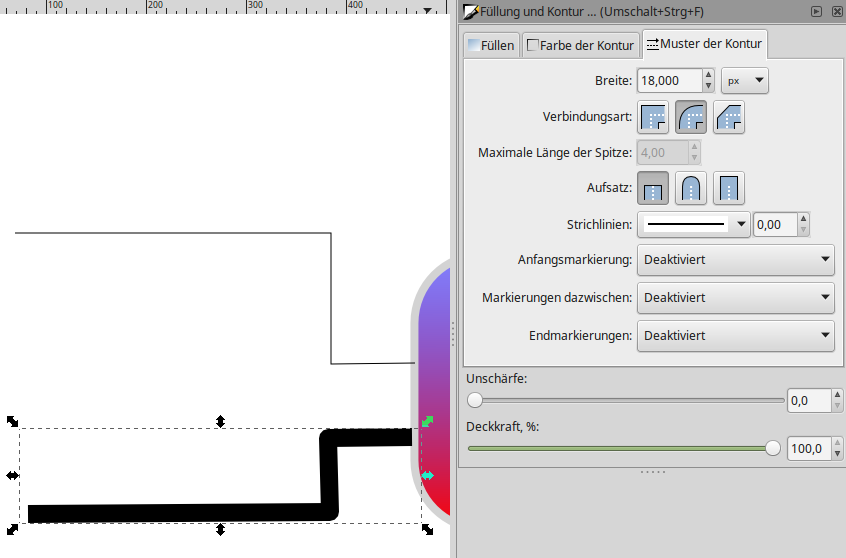 100 200 300 400
Füllung und Kontur ... (Umschalt+Strg+F)
Füllen Farbe der Kontur Muster der Kontur
Breite: 18,000 px
Verbindungsart:
Maximale Länge der Spitze: 4,00
Aufsatz:
Strichlinien: 0,00
Anfangsmarkierung: Deaktiviert
Markierungen dazwischen: Deaktiviert
Endmarkierungen: Deaktiviert
Unschärfe:
0,0
Deckkraft, %:
100,0